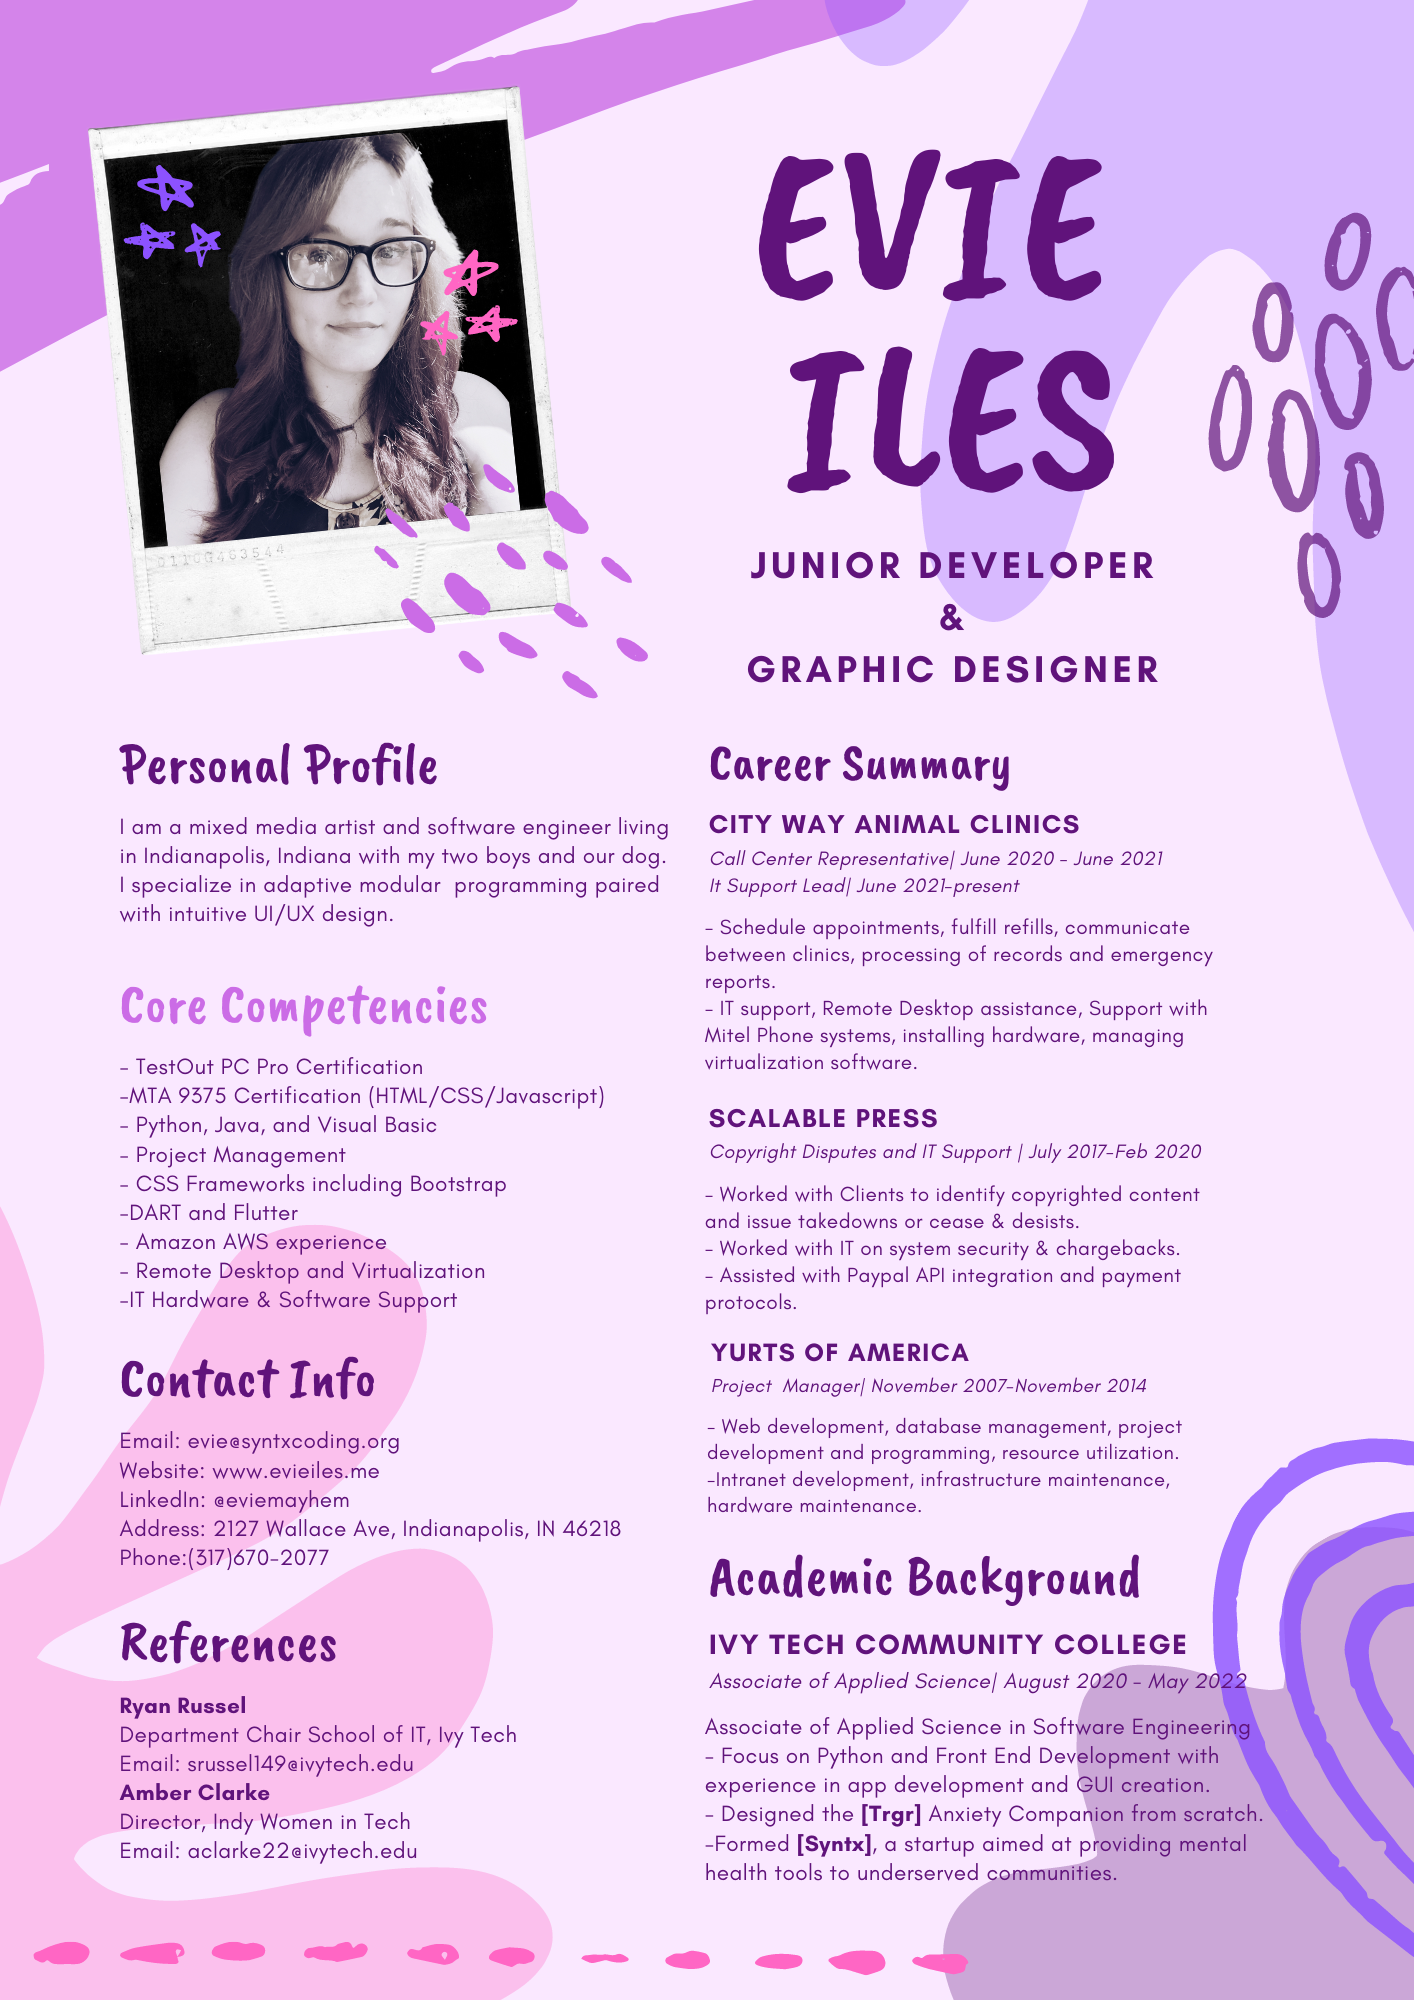 0110G463544
EVIE
ILES
JUNIOR DEVELOPER
&
GRAPHIC DESIGNER
Personal Profile
I am a mixed media artist and software engineer living
in Indianapolis, Indiana with my two boys and our dog.
I specialize in adaptive modular programming paired
with intuitive UI/UX design.
Core Competencies
- TestOut PC Pro Certification
-MTA 9375 Certification (HTML/CSS/Javascript)
- Python, Java, and Visual Basic
- Project Management
- CSS Frameworks including Bootstrap
-DART and Flutter
- Amazon AWS experience
- Remote Desktop and Virtualization
-IT Hardware & Software Support
Contact Info
Email: evie@syntxcoding.org
Website: www.evieiles.me
LinkedIn: @eviemayhem
Address: 2127 Wallace Ave, Indianapolis, IN 46218
Phone:(317)670-2077
References
Ryan Russel
Department Chair School of IT, Ivy Tech
Email: srussel149@ivytech.edu
Amber Clarke
Director, Indy Women in Tech
Email: aclarke22@ivytech.edu
Career Summary
CITY WAY ANIMAL CLINICS
Call Center Representative| June 2020 - June 2021
It Support Lead| June 2021-present
- Schedule appointments, fulfill refills, communicate
between clinics, processing of records and emergency
reports.
- IT support, Remote Desktop assistance, Support with
Mitel Phone systems, installing hardware, managing
virtualization software.
SCALABLE PRESS
Copyright Disputes and IT Support | July 2017-Feb 2020
- Worked with Clients to identify copyrighted content
and issue takedowns or cease & desists.
- Worked with IT on system security & chargebacks.
- Assisted with Paypal API integration and payment
protocols.
YURTS OF AMERICA
Project Manager| November 2007-November 2014
- Web development, database management, project
development and programming, resource utilization.
-Intranet development, infrastructure maintenance,
hardware maintenance.
Academic Background
IVY TECH COMMUNITY COLLEGE
Associate of Applied Science| August 2020 - May 2022
Associate of Applied Science in Software Engineering
- Focus on Python and Front End Development with
experience in app development and GUI creation.
- Designed the [Trgr] Anxiety Companion from scratch.
-Formed [Syntx], a startup aimed at providing mental
health tools to underserved communities.